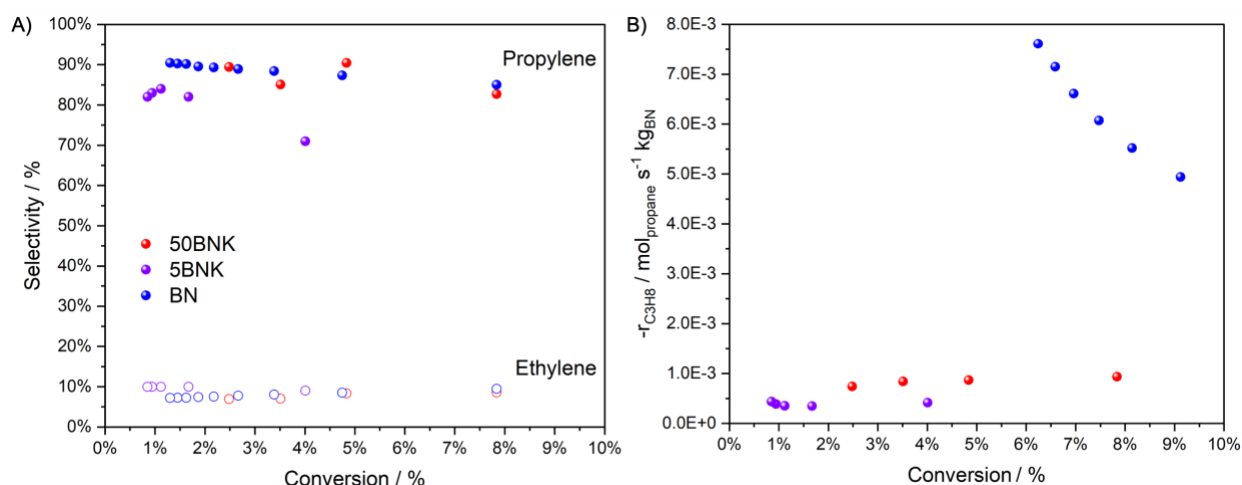 A)
100%
90%
80%
70%
60%
50%
40%
30%
20%
10%
0%
Selectivity / %
Propylene
50BNK
5BNK
BN
Ethylene
0% 1% 2% 3% 4% 5% 6% 7% 8% 9% 10%
Conversion / %
B)
8.0E-3
7.0E-3
6.0E-3
5.0E-3
4.0E-3
3.0E-3
2.0E-3
1.0E-3
0.0E+0
-rC3H8 / molpropane s-1 kgBN
0% 1% 2% 3% 4% 5% 6% 7% 8% 9% 10%
Conversion / %